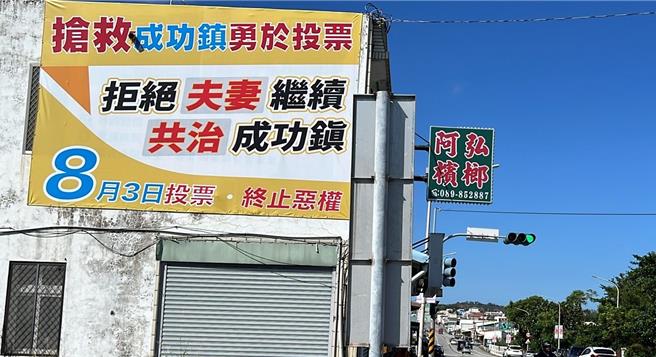 搶救成功鎮勇於投票
拒絕夫妻繼續
共治成功鎮
8月3日投票·終止惡權
阿弘
檳榔
089-852887